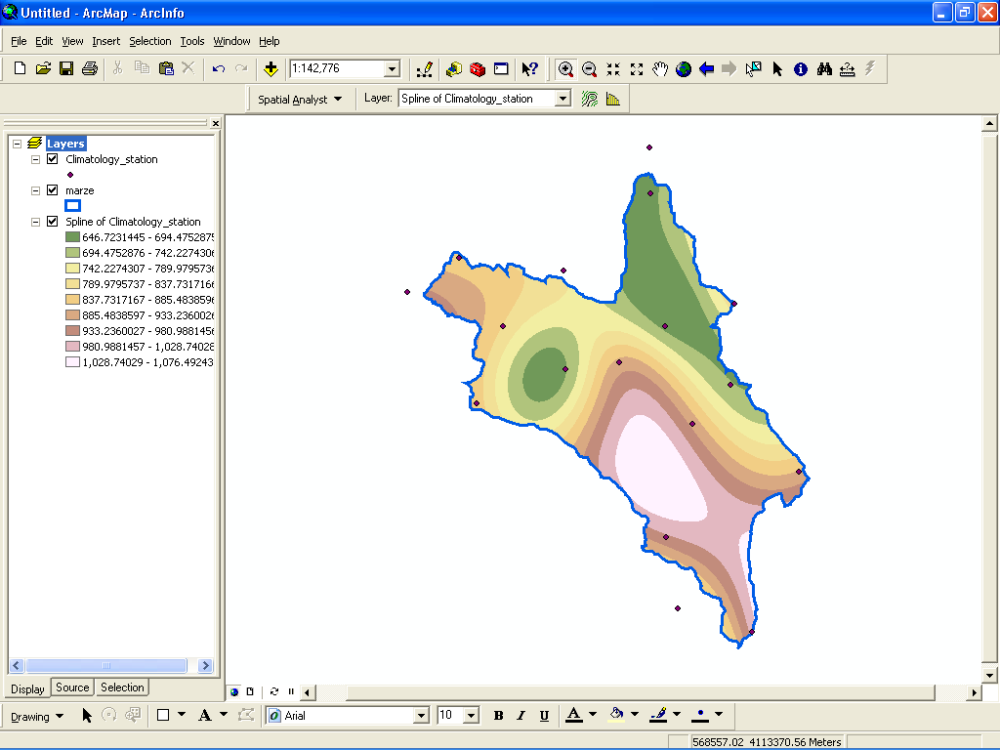 Untitled - ArcMap - ArcInfo
File Edit View Insert Selection Tools Window Help
1:142,776
Spatial Analyst Layer: Spline of Climatology_station
Layers
Climatology_station
marze
Spline of Climatology_station
646.7231445 - 694.4752875
694.4752876 - 742.2274306
742.2274307 - 789.9795736
789.9795737 - 837.7317166
837.7317167 - 885.4838596
885.4838597 - 933.2360026
933.2360027 - 980.9881456
980.9881457 - 1,028.74028
1,028.74029 - 1,076.49243
Display Source Selection
Drawing A Arial 10 B I U A
568557.02 4113370.56 Meters